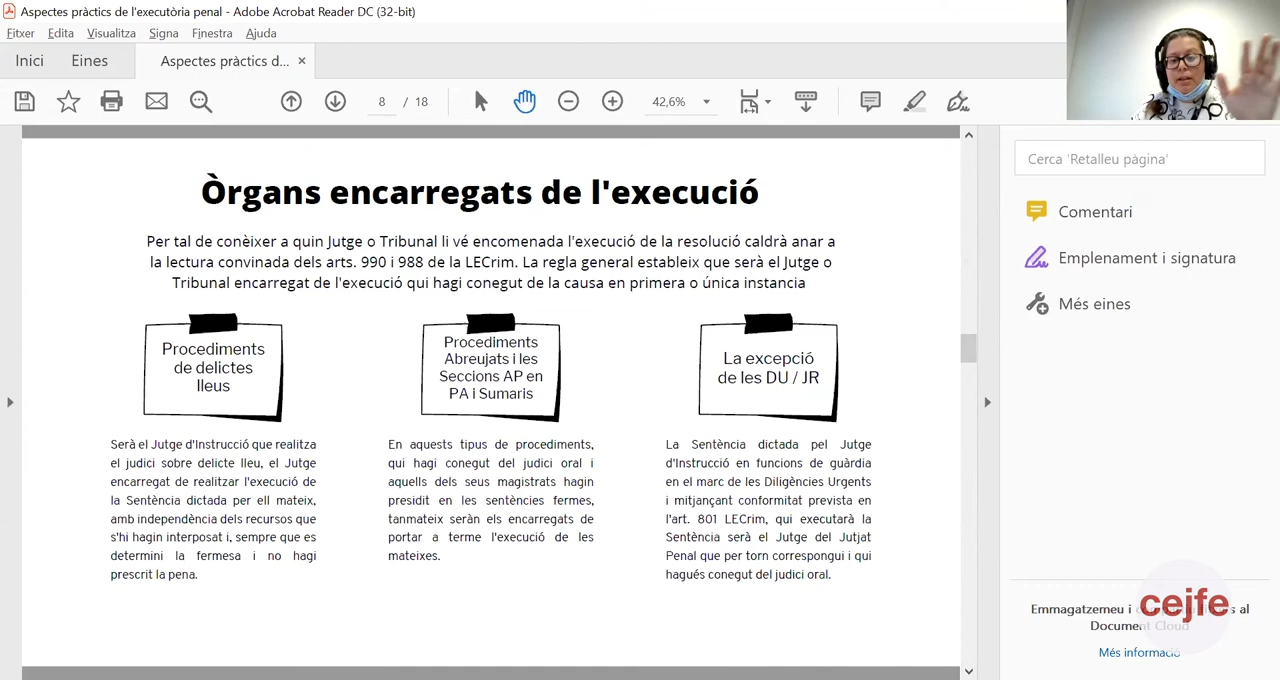 Aspectes pràctics de l'executòria penal - Adobe Acrobat Reader DC (32-bit)
Fitxer Edita Visualitza Signa Finestra Ajuda
Inici Eines Aspectes pràctics d... ×
8 / 18 42,6%
Òrgans encarregats de l'execució
Per tal de conèixer a quin Jutge o Tribunal li vé encomenada l'execució de la resolució caldrà anar a
la lectura convinada dels arts. 990 i 988 de la LECrim. La regla general estableix que serà el Jutge o
Tribunal encarregat de l'execució qui hagi conegut de la causa en primera o única instancia
Procediments
de delictes
lleus
Serà el Jutge d'Instrucció que realitza
el judici sobre delicte lleu, el Jutge
encarregat de realitzar l'execució de
la Sentència dictada per ell mateix,
amb independència dels recursos que
s'hi hagin interposat i, sempre que es
determini la fermesa i no hagi
prescrit la pena.
Procediments
Abreujats i les
Seccions AP en
PA i Sumaris
En aquests tipus de procediments,
qui hagi conegut del judici oral i
aquells dels seus magistrats hagin
presidit en les sentències fermes,
tanmateix seràn els encarregats de
portar a terme l'execució de les
mateixes.
La excepció
de les DU / JR
La Sentència dictada pel Jutge
d'Instrucció en funcions de guàrdia
en el marc de les Diligències Urgents
i mitjançant conformitat prevista en
l'art. 801 LECrim, qui executarà la
Sentència serà el Jutge del Jutjat
Penal que per torn correspongui i qui
hagués conegut del judici oral.
Cerca 'Retalleu pàgina'
Comentari
Emplenament i signatura
Més eines
cejfe
Emmagatzemeu i al
Document Cloud
Més informació